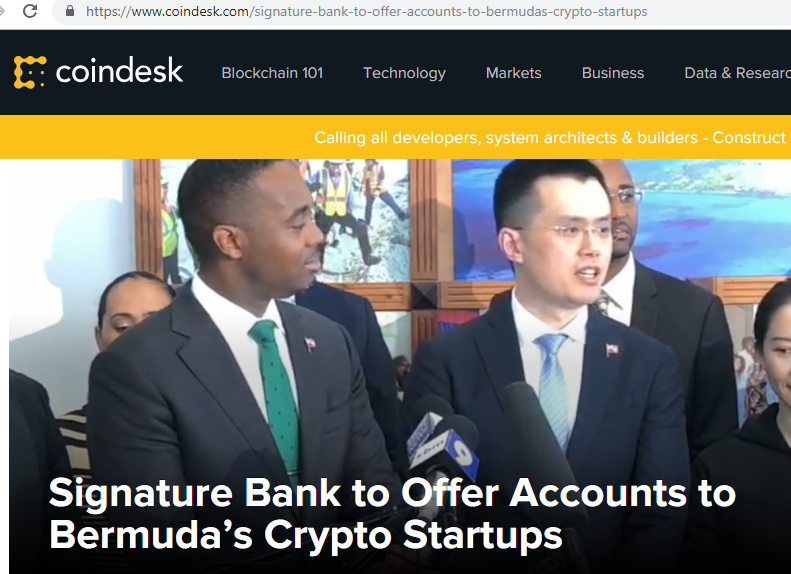 https://www.coindesk.com/signature-bank-to-offer-accounts-to-bermudas-crypto-startups
coindesk Blockchain 101 Technology Markets Business Data &
Calling all developers, system architects & builders - Construct
9
Signature Bank to Offer Accounts to
Bermuda’s Crypto Startups